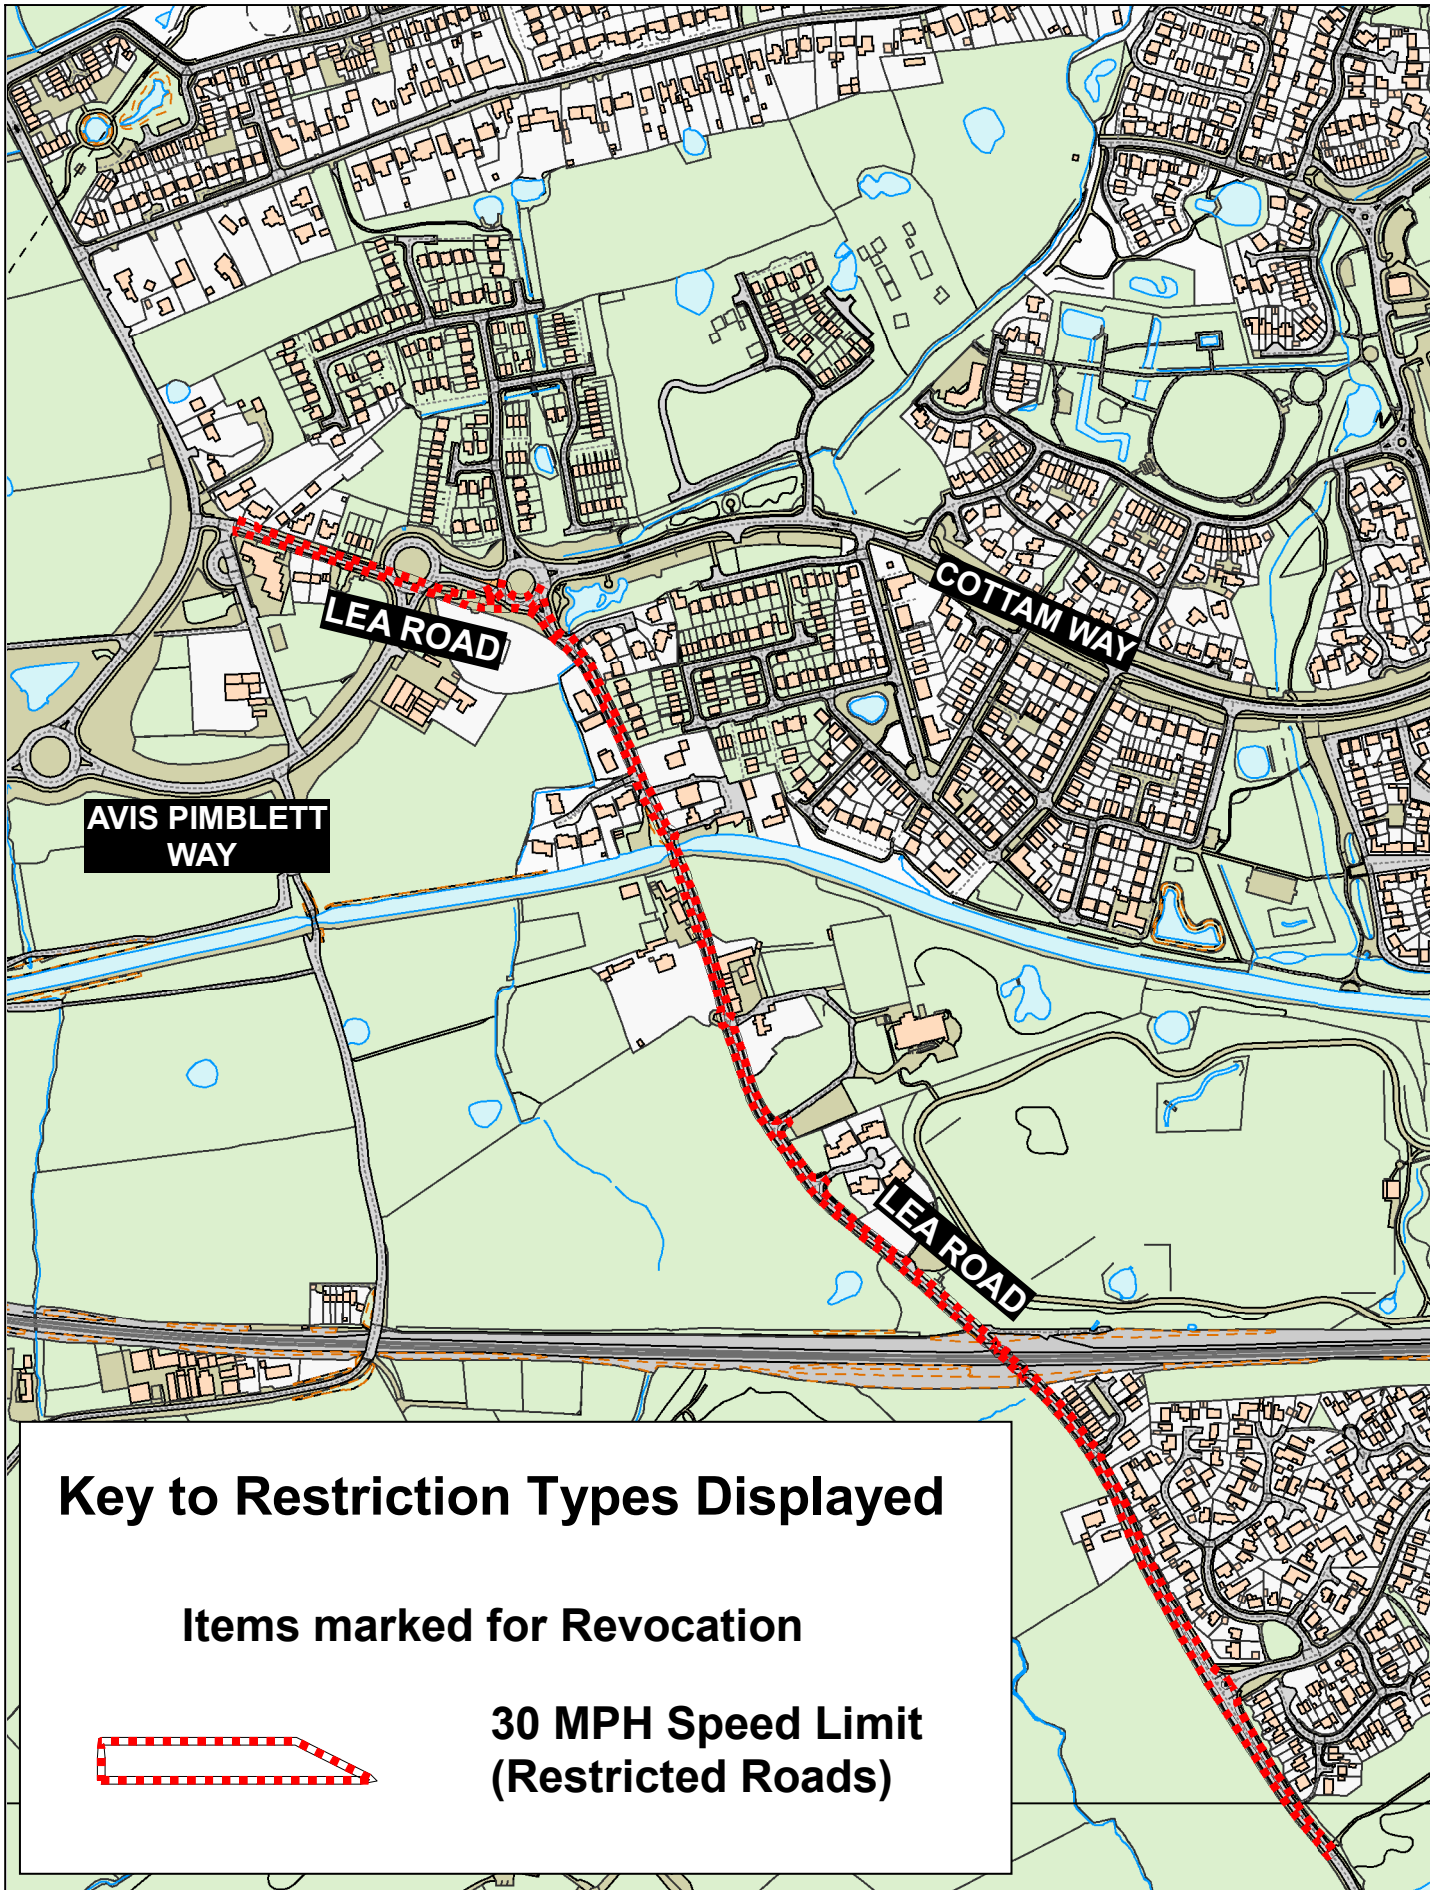 LEA ROAD
COTTAM WAY
AVIS PIMBLETT
WAY
LEA ROAD
Key to Restriction Types Displayed
Items marked for Revocation
30 MPH Speed Limit
(Restricted Roads)